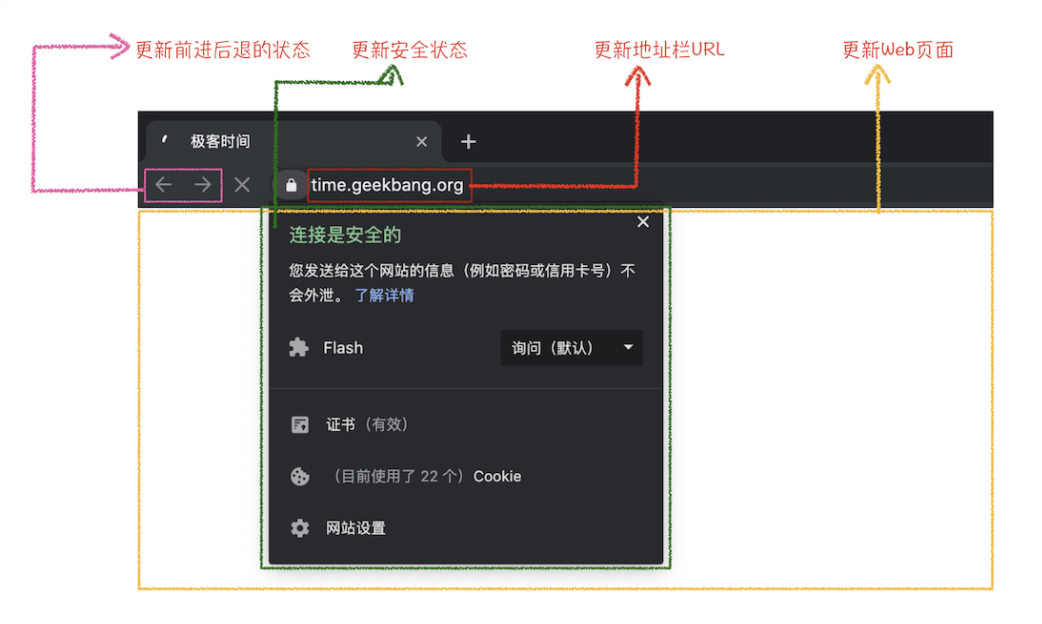 更新前进后退的状态
更新安全状态
更新地址栏URL
更新Web页面
极客时间
time.geekbang.org
连接是安全的
您发送给这个网站的信息（例如密码或信用卡号）不
会外泄。 了解详情
Flash
询问（默认）
证书（有效）
（目前使用了 22 个）Cookie
网站设置